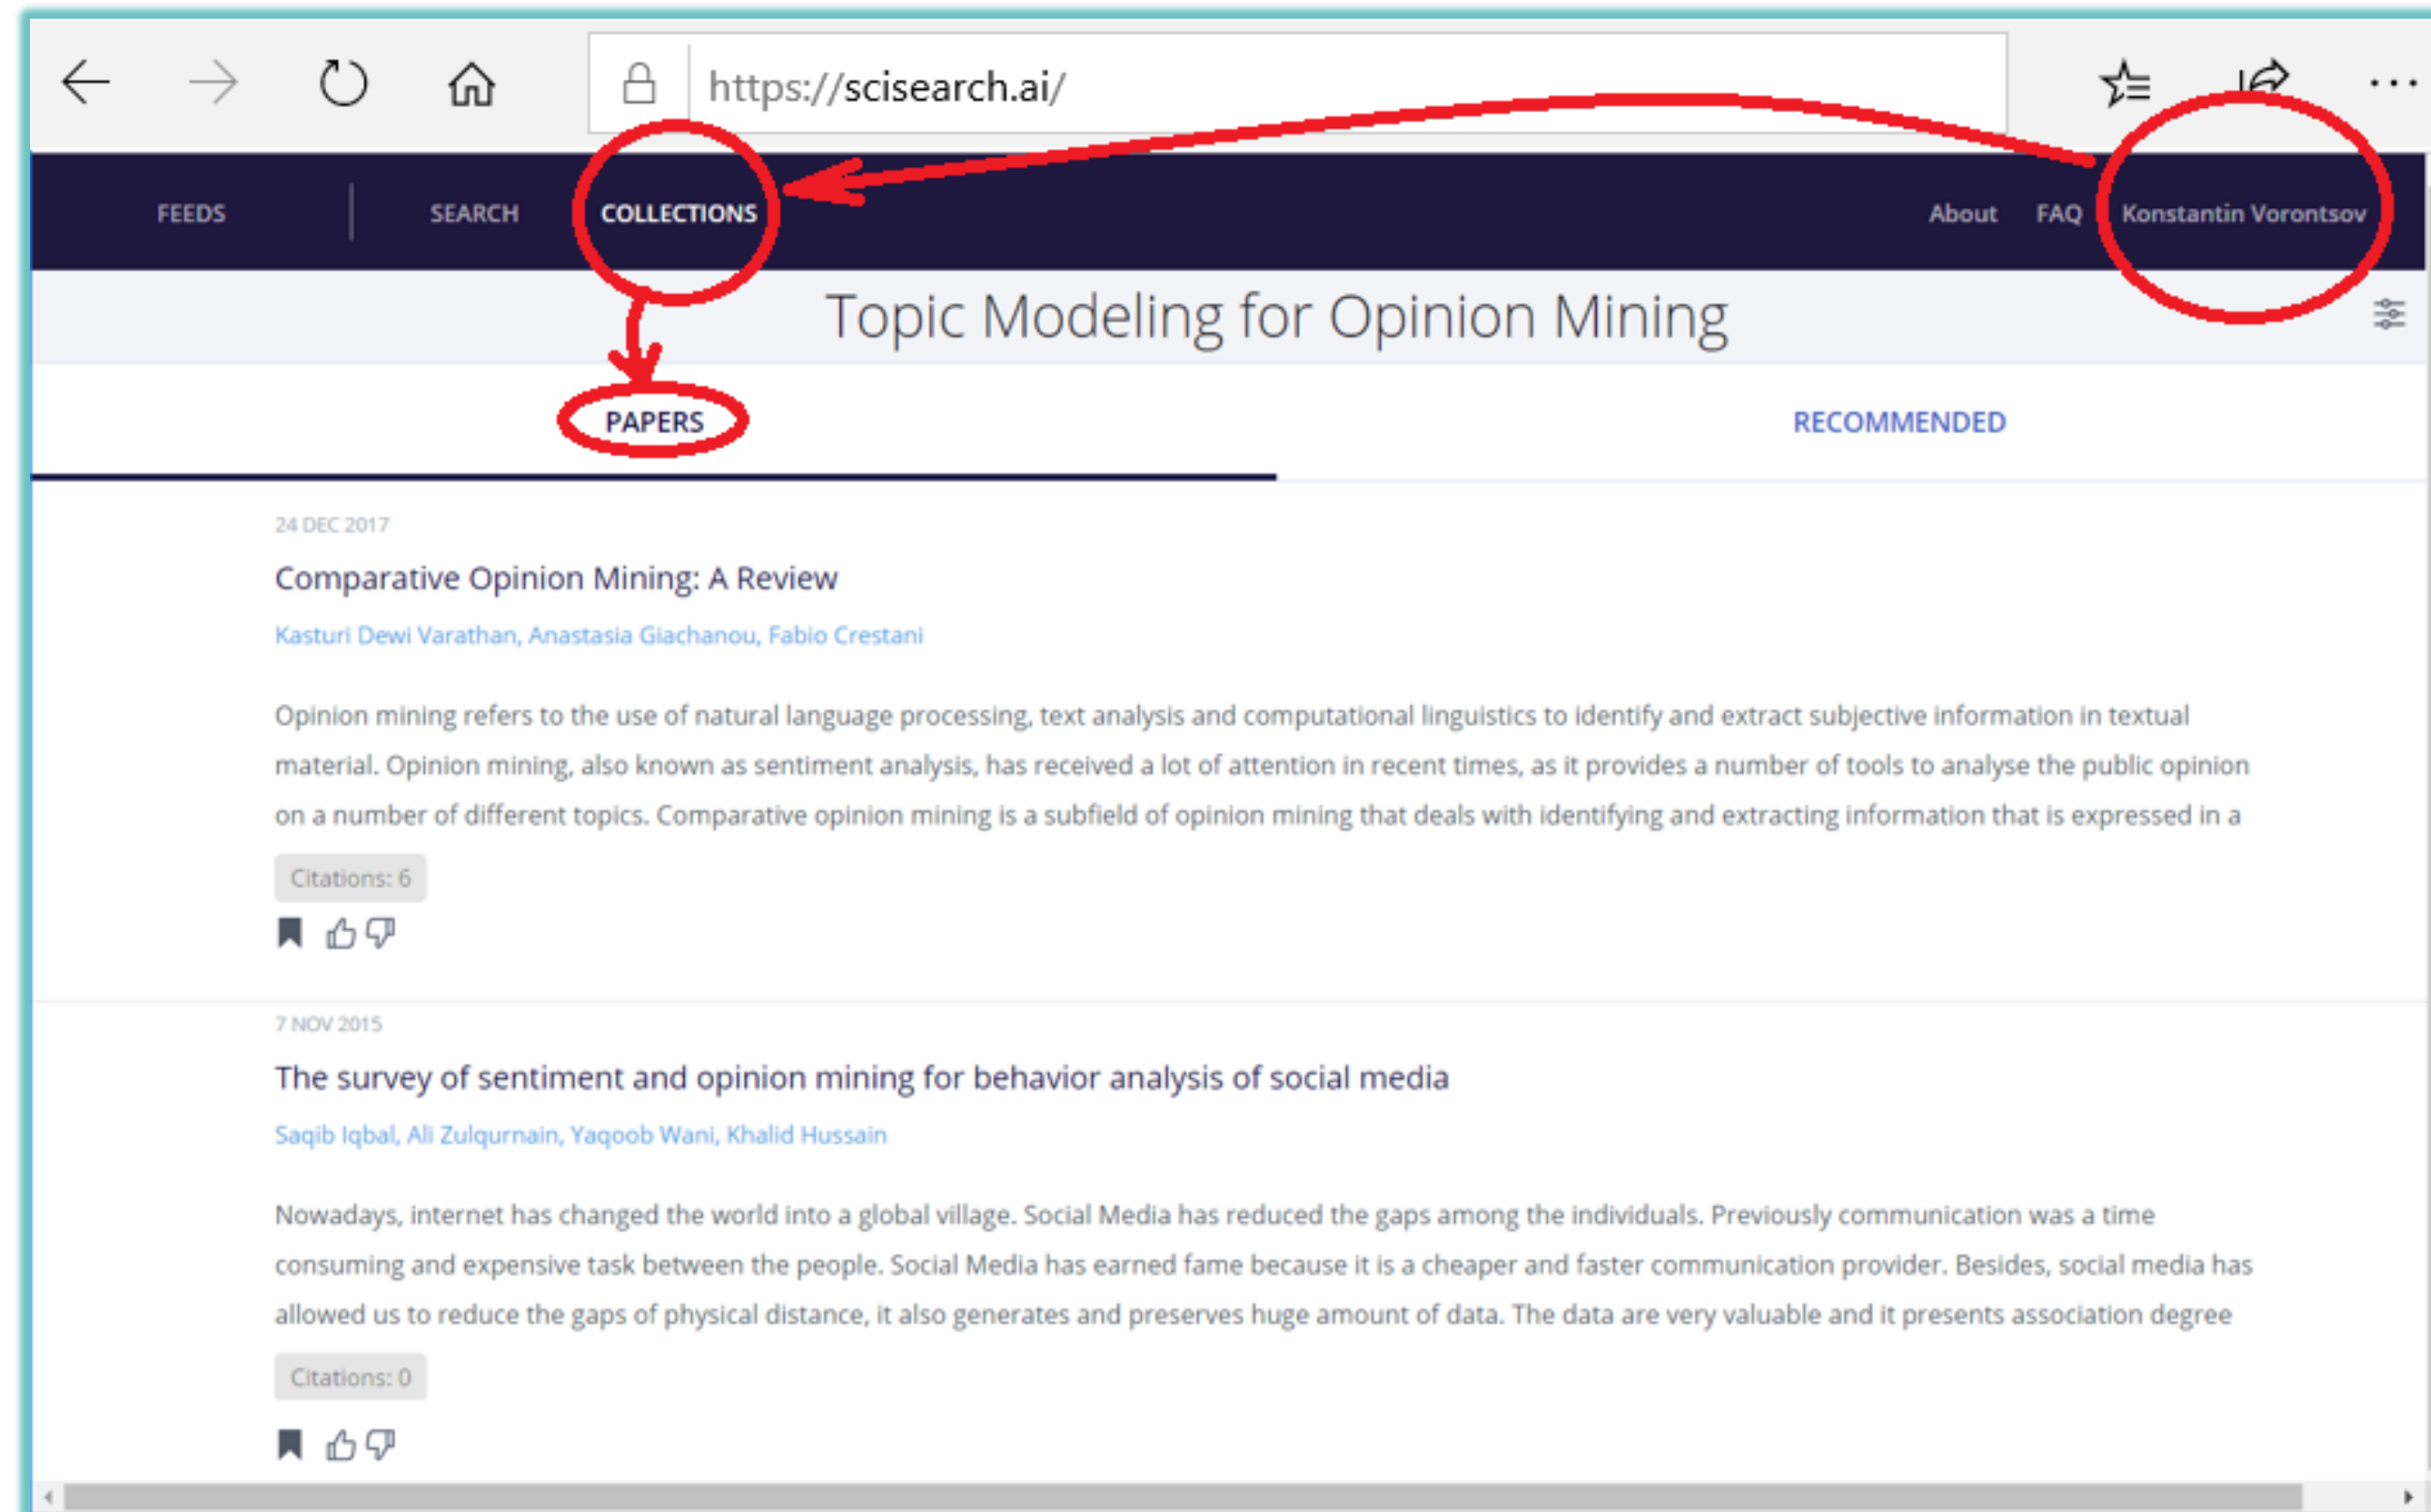 https://scisearch.ai/
FEEDS SEARCH COLLECTIONS About FAQ Konstantin Vorontsov
Topic Modeling for Opinion Mining
PAPERS RECOMMENDED
24 DEC 2017
Comparative Opinion Mining: A Review
Kasturi Dewi Varathan, Anastasia Giachanou, Fabio Crestani
Opinion mining refers to the use of natural language processing, text analysis and computational linguistics to identify and extract subjective information in textual
material. Opinion mining, also known as sentiment analysis, has received a lot of attention in recent times, as it provides a number of tools to analyse the public opinion
on a number of different topics. Comparative opinion mining is a subfield of opinion mining that deals with identifying and extracting information that is expressed in a
Citations: 6
7 NOV 2015
The survey of sentiment and opinion mining for behavior analysis of social media
Saqib Iqbal, Ali Zulqurnain, Yaqoob Wani, Khalid Hussain
Nowadays, internet has changed the world into a global village. Social Media has reduced the gaps among the individuals. Previously communication was a time
consuming and expensive task between the people. Social Media has earned fame because it is a cheaper and faster communication provider. Besides, social media has
allowed us to reduce the gaps of physical distance, it also generates and preserves huge amount of data. The data are very valuable and it presents association degree
Citations: 0